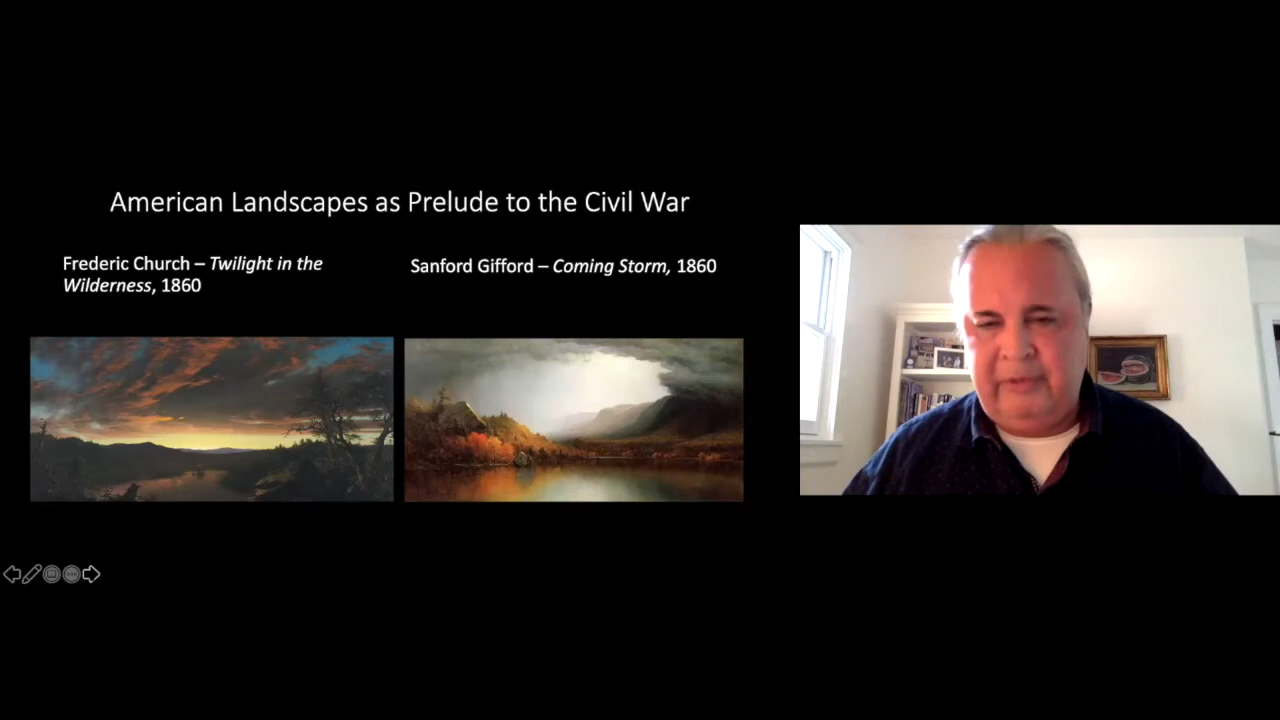 American Landscapes as Prelude to the Civil War
Frederic Church – Twilight in the
Wilderness, 1860
Sanford Gifford – Coming Storm, 1860